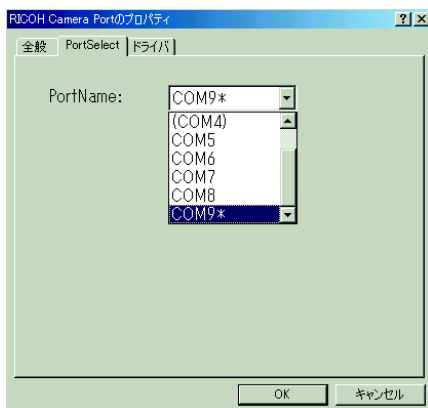 RICOH Camera Portのプロパティ
全般 PortSelect ドライバ
PortName: COM9*
(COM4)
COM5
COM6
COM7
COM8
COM9*
OK キャンセル